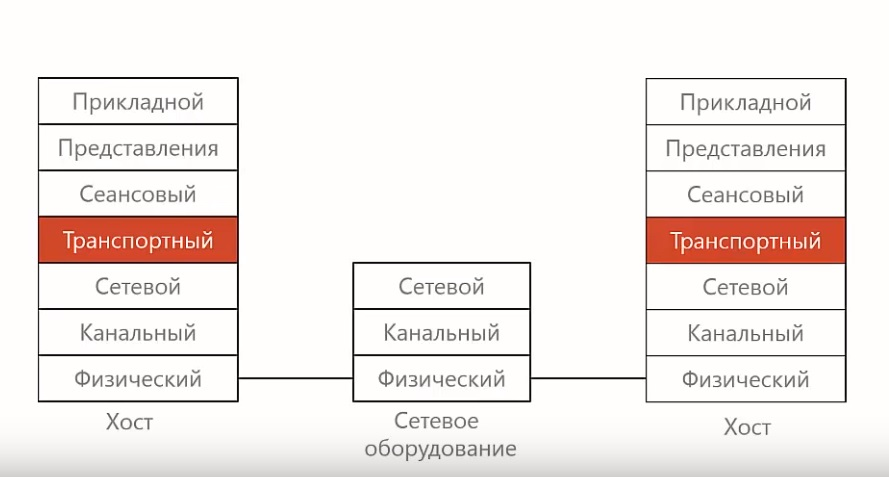 Прикладной
Представления
Сеансовый
Транспортный
Сетевой
Канальный
Физический
Хост
Сетевой
Канальный
Физический
Сетевое
оборудование
Прикладной
Представления
Сеансовый
Транспортный
Сетевой
Канальный
Физический
Хост